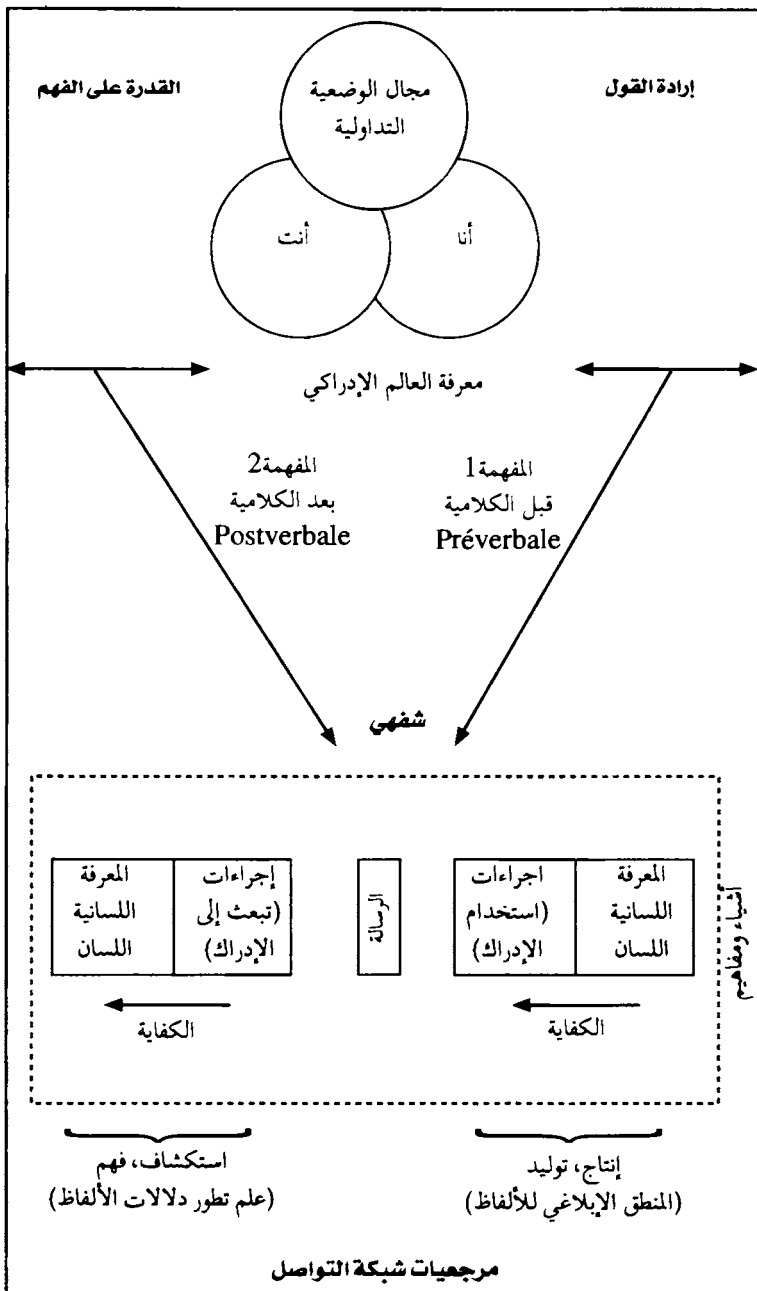 إرادة القول
القدرة على الفهم
مجال الوضعية
التداولية
أنا
أنت
معرفة العالم الإدراكي
المفهمة1
قبل الكلامية
Préverbale
المفهمة2
بعد الكلامية
Postverbale
شفهي
أشياء ومفاهيم
المعرفة
اللسانية
اللسان
اجراءات
(استخدام
الإدراك)
الرسالة
إجراءات
(تبعث إلى
الإدراك)
المعرفة
اللسانية
اللسان
الكفاية
الكفاية
إنتاج، توليد
(المنطق الإبلاغي للألفاظ)
استكشاف، فهم
(علم تطور دلالات الألفاظ)
مرجعيات شبكة التواصل